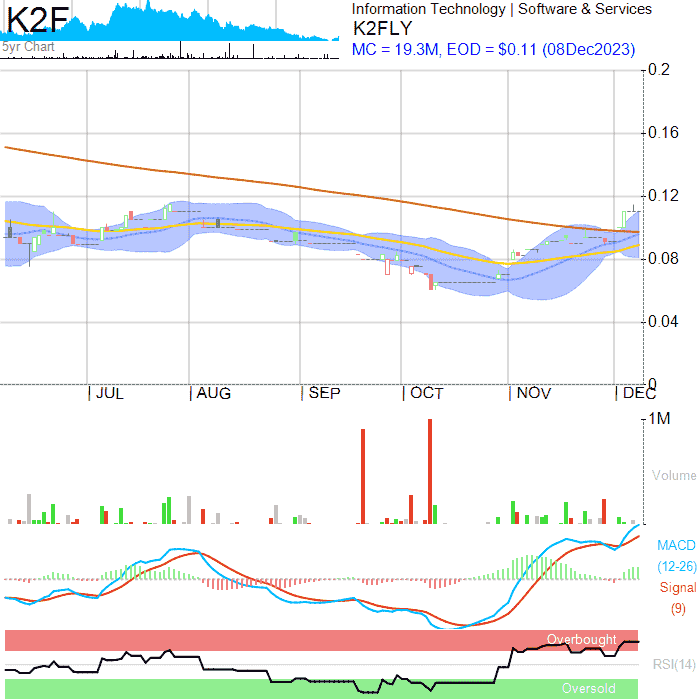 K2F
5yr Chart
Information Technology | Software & Services
K2FLY
MC = 19.3M, EOD = $0.11 (08Dec2023)
0.2
0.16
0.12
0.08
0.04
0
JUL
AUG
SEP
OCT
NOV
DEC
1M
Volume
MACD
(12-26)
Signal
(9)
Overbought
RSI(14)
Oversold